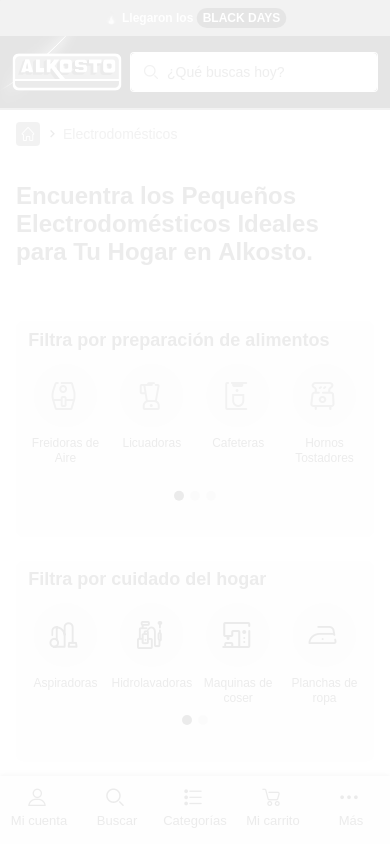 Llegaron los BLACK DAYS
ALKOSTO
¿Qué buscas hoy?
Electrodomésticos
Encuentra los Pequeños
Electrodomésticos Ideales
para Tu Hogar en Alkosto.
Filtra por preparación de alimentos
Freidoras de
Aire
Licuadoras
Cafeteras
Hornos
Tostadores
Filtra por cuidado del hogar
Aspiradoras
Hidrolavadoras
Maquinas de
coser
Planchas de
ropa
Mi cuenta
Buscar
Categorías
Mi carrito
Más